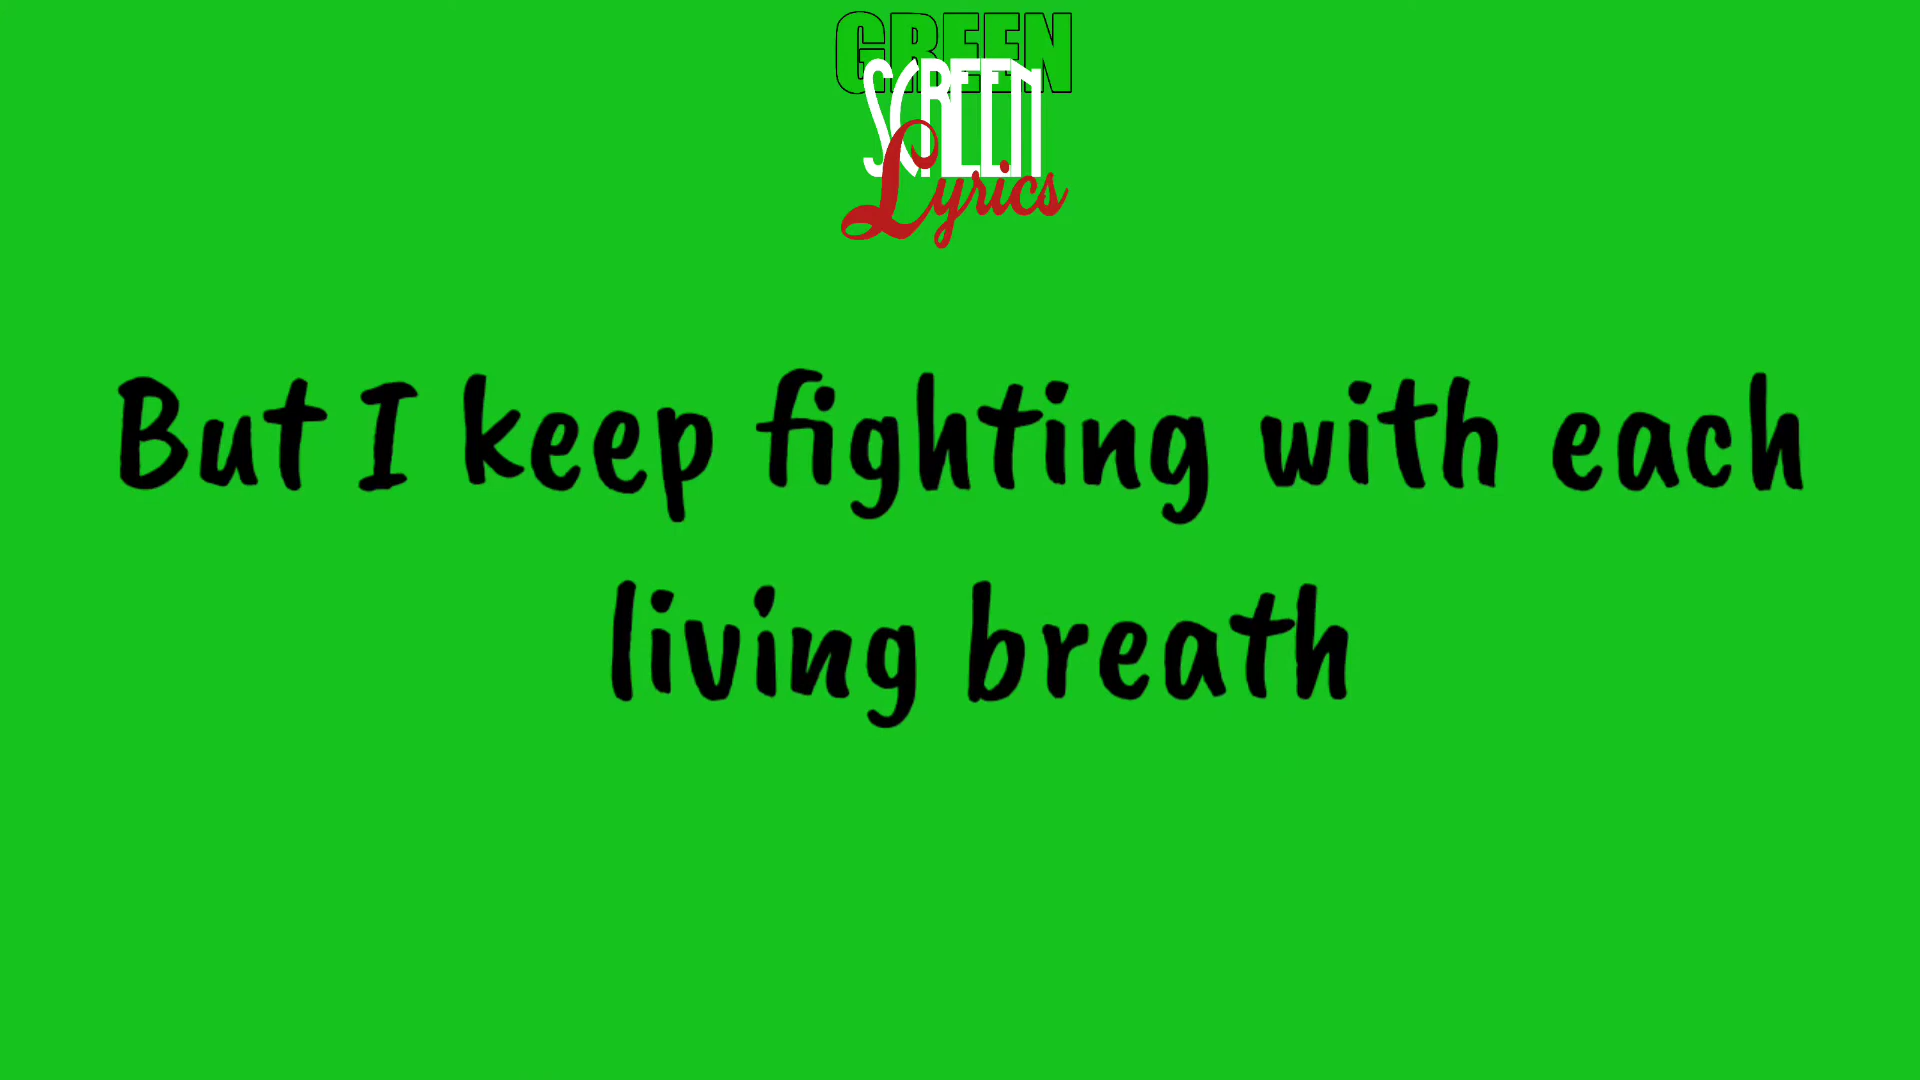 GREEN
SCREEN
Lyrics
But I keep fighting with each
living breath